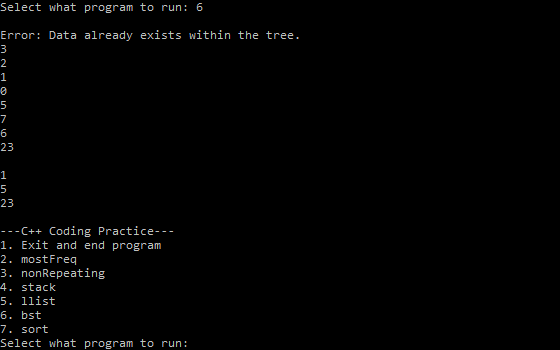 Select what program to run: 6
Error: Data already exists within the tree.
3
2
1
0
5
7
6
23
1
5
23
---C++ Coding Practice---
1. Exit and end program
2. mostFreq
3. nonRepeating
4. stack
5. llist
6. bst
7. sort
Select what program to run: